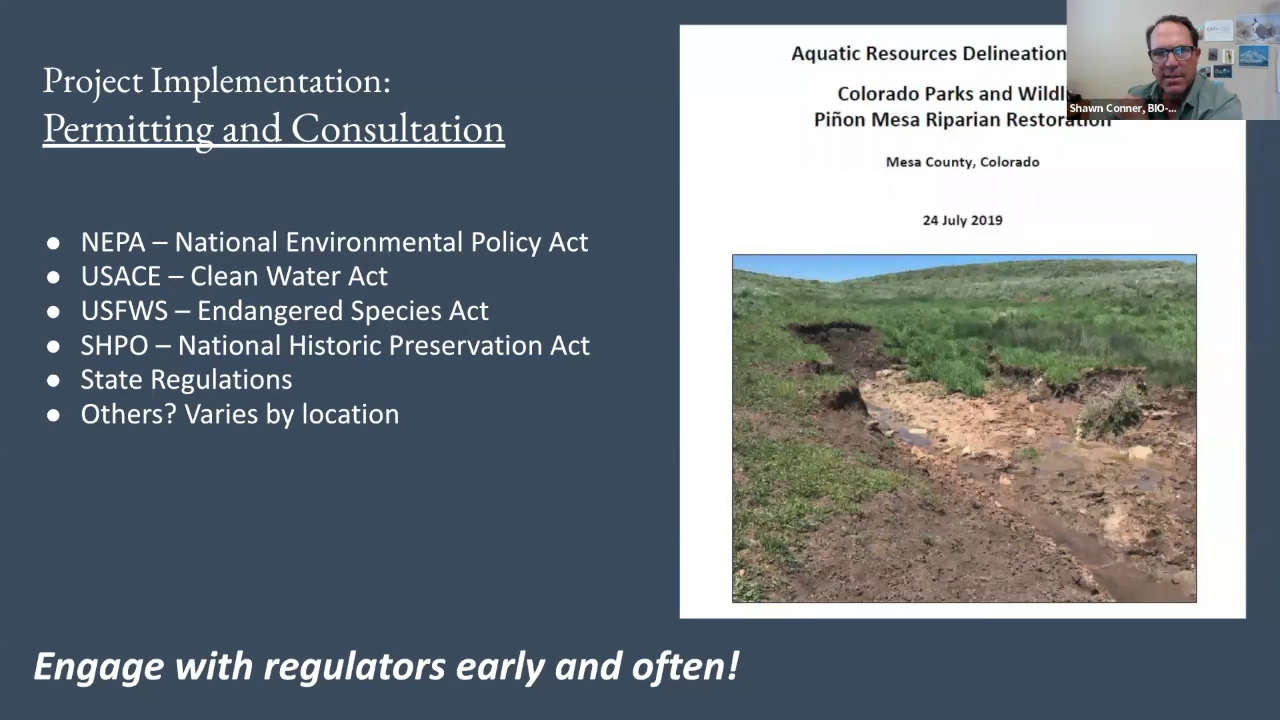 Project Implementation:
Permitting and Consultation
● NEPA – National Environmental Policy Act
● USACE – Clean Water Act
● USFWS – Endangered Species Act
● SHPO – National Historic Preservation Act
● State Regulations
● Others? Varies by location
Engage with regulators early and often!
Aquatic Resources Delineation
Colorado Parks and
Piñon Mesa Riparian Restoration
Mesa County, Colorado
24 July 2019
Shawn Conner, BIO-...